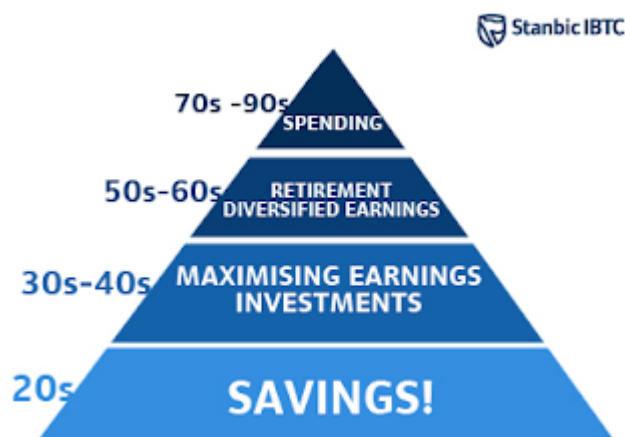 Stanbic IBTC
70s -90s
SPENDING
50s-60s
RETIREMENT
DIVERSIFIED EARNINGS
30s-40s
MAXIMISING EARNINGS
INVESTMENTS
20s
SAVINGS!